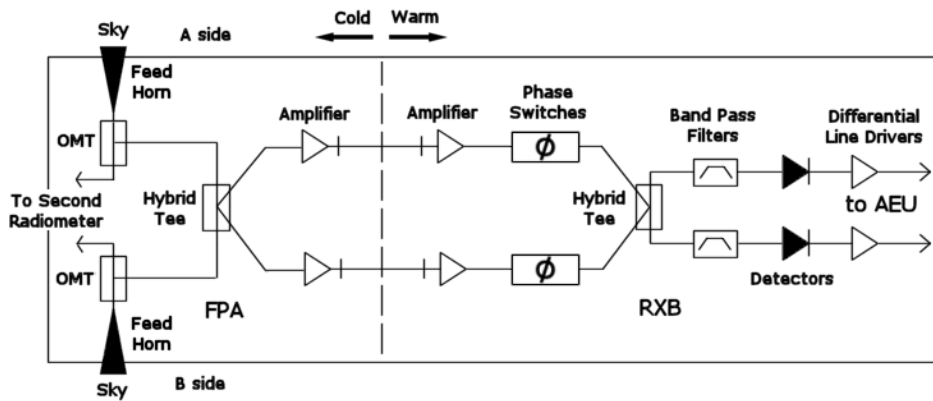 Sky
A side
Cold
Warm
Feed
Horn
Amplifier
Amplifier
Phase
Switches
Band Pass
Filters
Differential
Line Drivers
OMT
ϕ
To Second
Radiometer
Hybrid
Tee
Hybrid
Tee
to AEU
OMT
ϕ
Detectors
FPA
RXB
Feed
Horn
Sky
B side